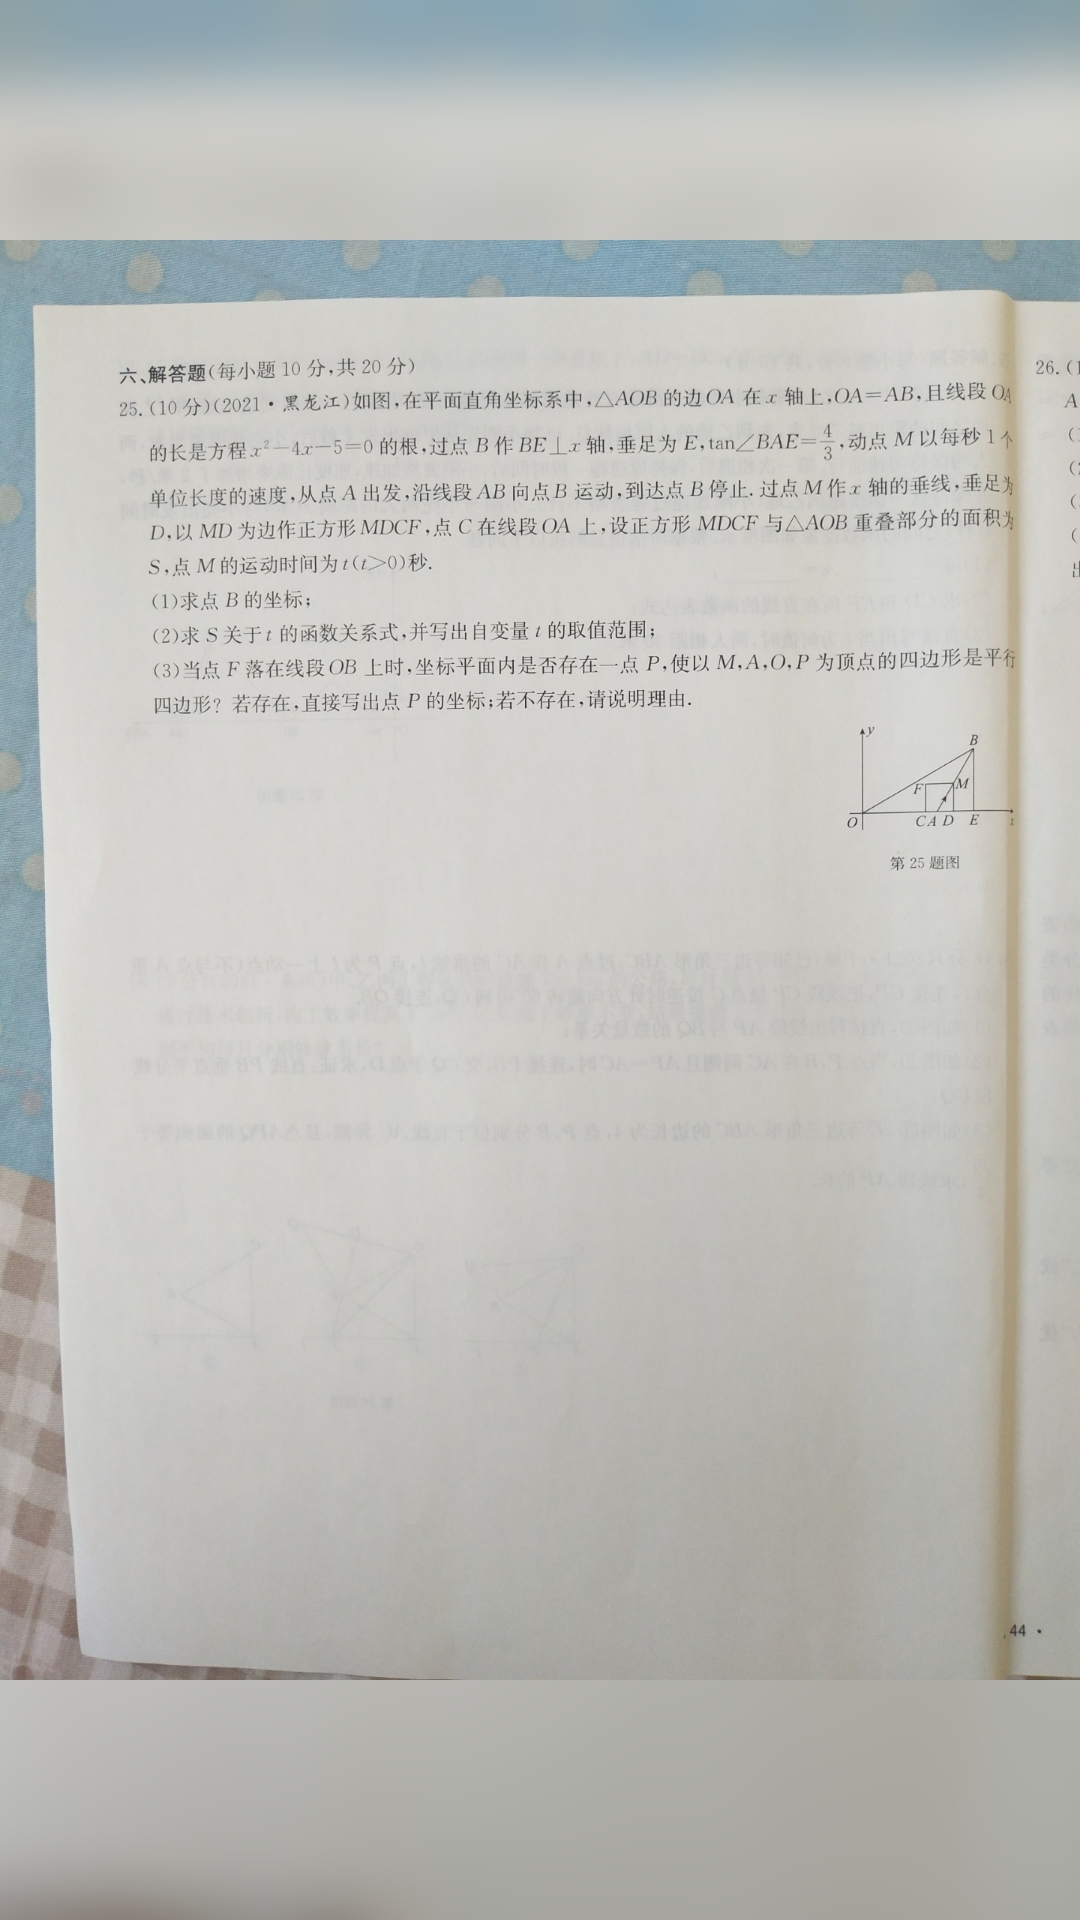 六、解答题(每小题 10 分,共 20 分)
25. (10 分)(2021·黑龙江)如图,在平面直角坐标系中,△AOB 的边 OA 在 x 轴上,OA=AB,且线段 OA
的长是方程 x²-4x-5=0 的根,过点 B 作 BE⊥x 轴,垂足为 E,tan∠BAE=4/3,动点 M 以每秒 1 个
单位长度的速度,从点 A 出发,沿线段 AB 向点 B 运动,到达点 B 停止. 过点 M 作 x 轴的垂线,垂足为
D,以 MD 为边作正方形 MDCF,点 C 在线段 OA 上,设正方形 MDCF 与△AOB 重叠部分的面积为
S,点 M 的运动时间为 t(t>0)秒.
(1)求点 B 的坐标;
(2)求 S 关于 t 的函数关系式,并写出自变量 t 的取值范围;
(3)当点 F 落在线段 OB 上时,坐标平面内是否存在一点 P,使以 M,A,O,P 为顶点的四边形是平行
四边形? 若存在,直接写出点 P 的坐标;若不存在,请说明理由.
y
B
F M
O C A D E
第 25 题图
44 ·
26. (1
A